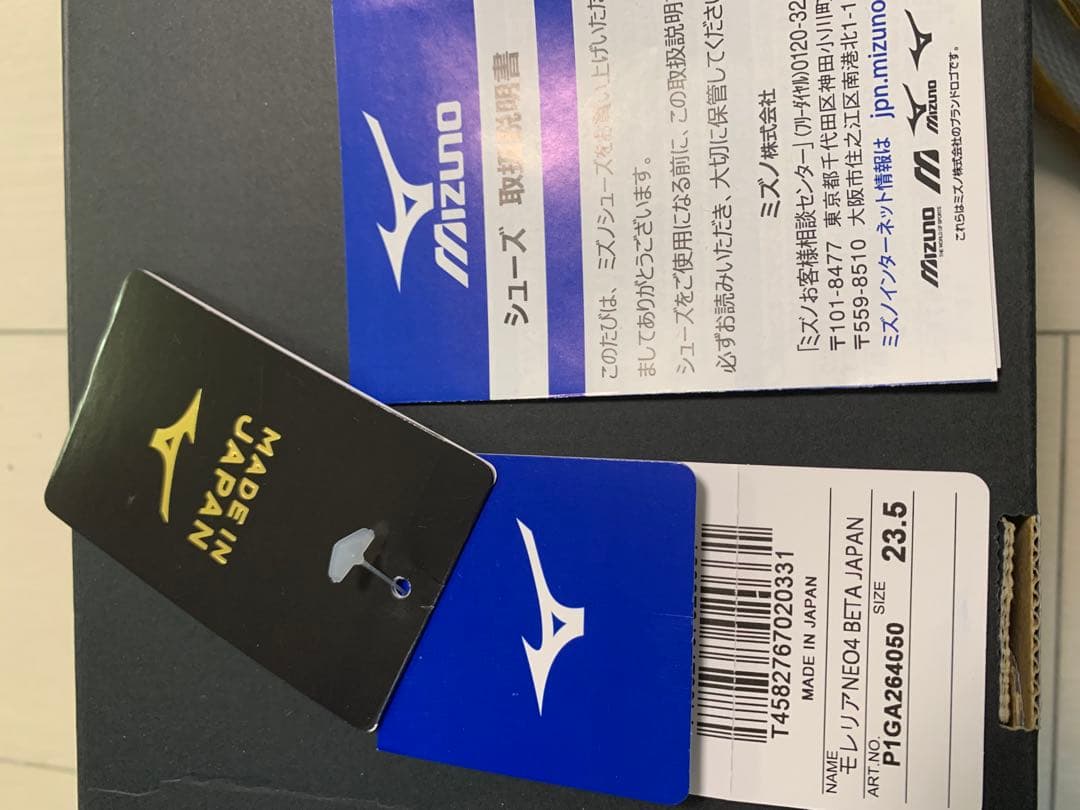 MIZUNO
シューズ 取扱説明書
このたびは、ミズノシューズをお買い上げいただ
ましてありがとうございます。
シューズをご使用になる前に、この取扱説明
必ずお読みいただき、大切に保管してくださ
ミズノ株式会社
「ミズノお客様相談センター」(フリーダイヤル)0120-32
〒101-8477 東京都千代田区神田小川町
〒559-8510 大阪市住之江区南港北1-1
ミズノインターネット情報は jpn.mizuno
MIZUNO
THE WORLD OF SPORTS
MIZUNO
これらはミズノ株式会社のブランドロゴです。
MADE IN
JAPAN
T4582767020331
MADE IN JAPAN
NAME
モレリアNEO4 BETA JAPAN
ART.NO. SIZE
P1GA264050 23.5